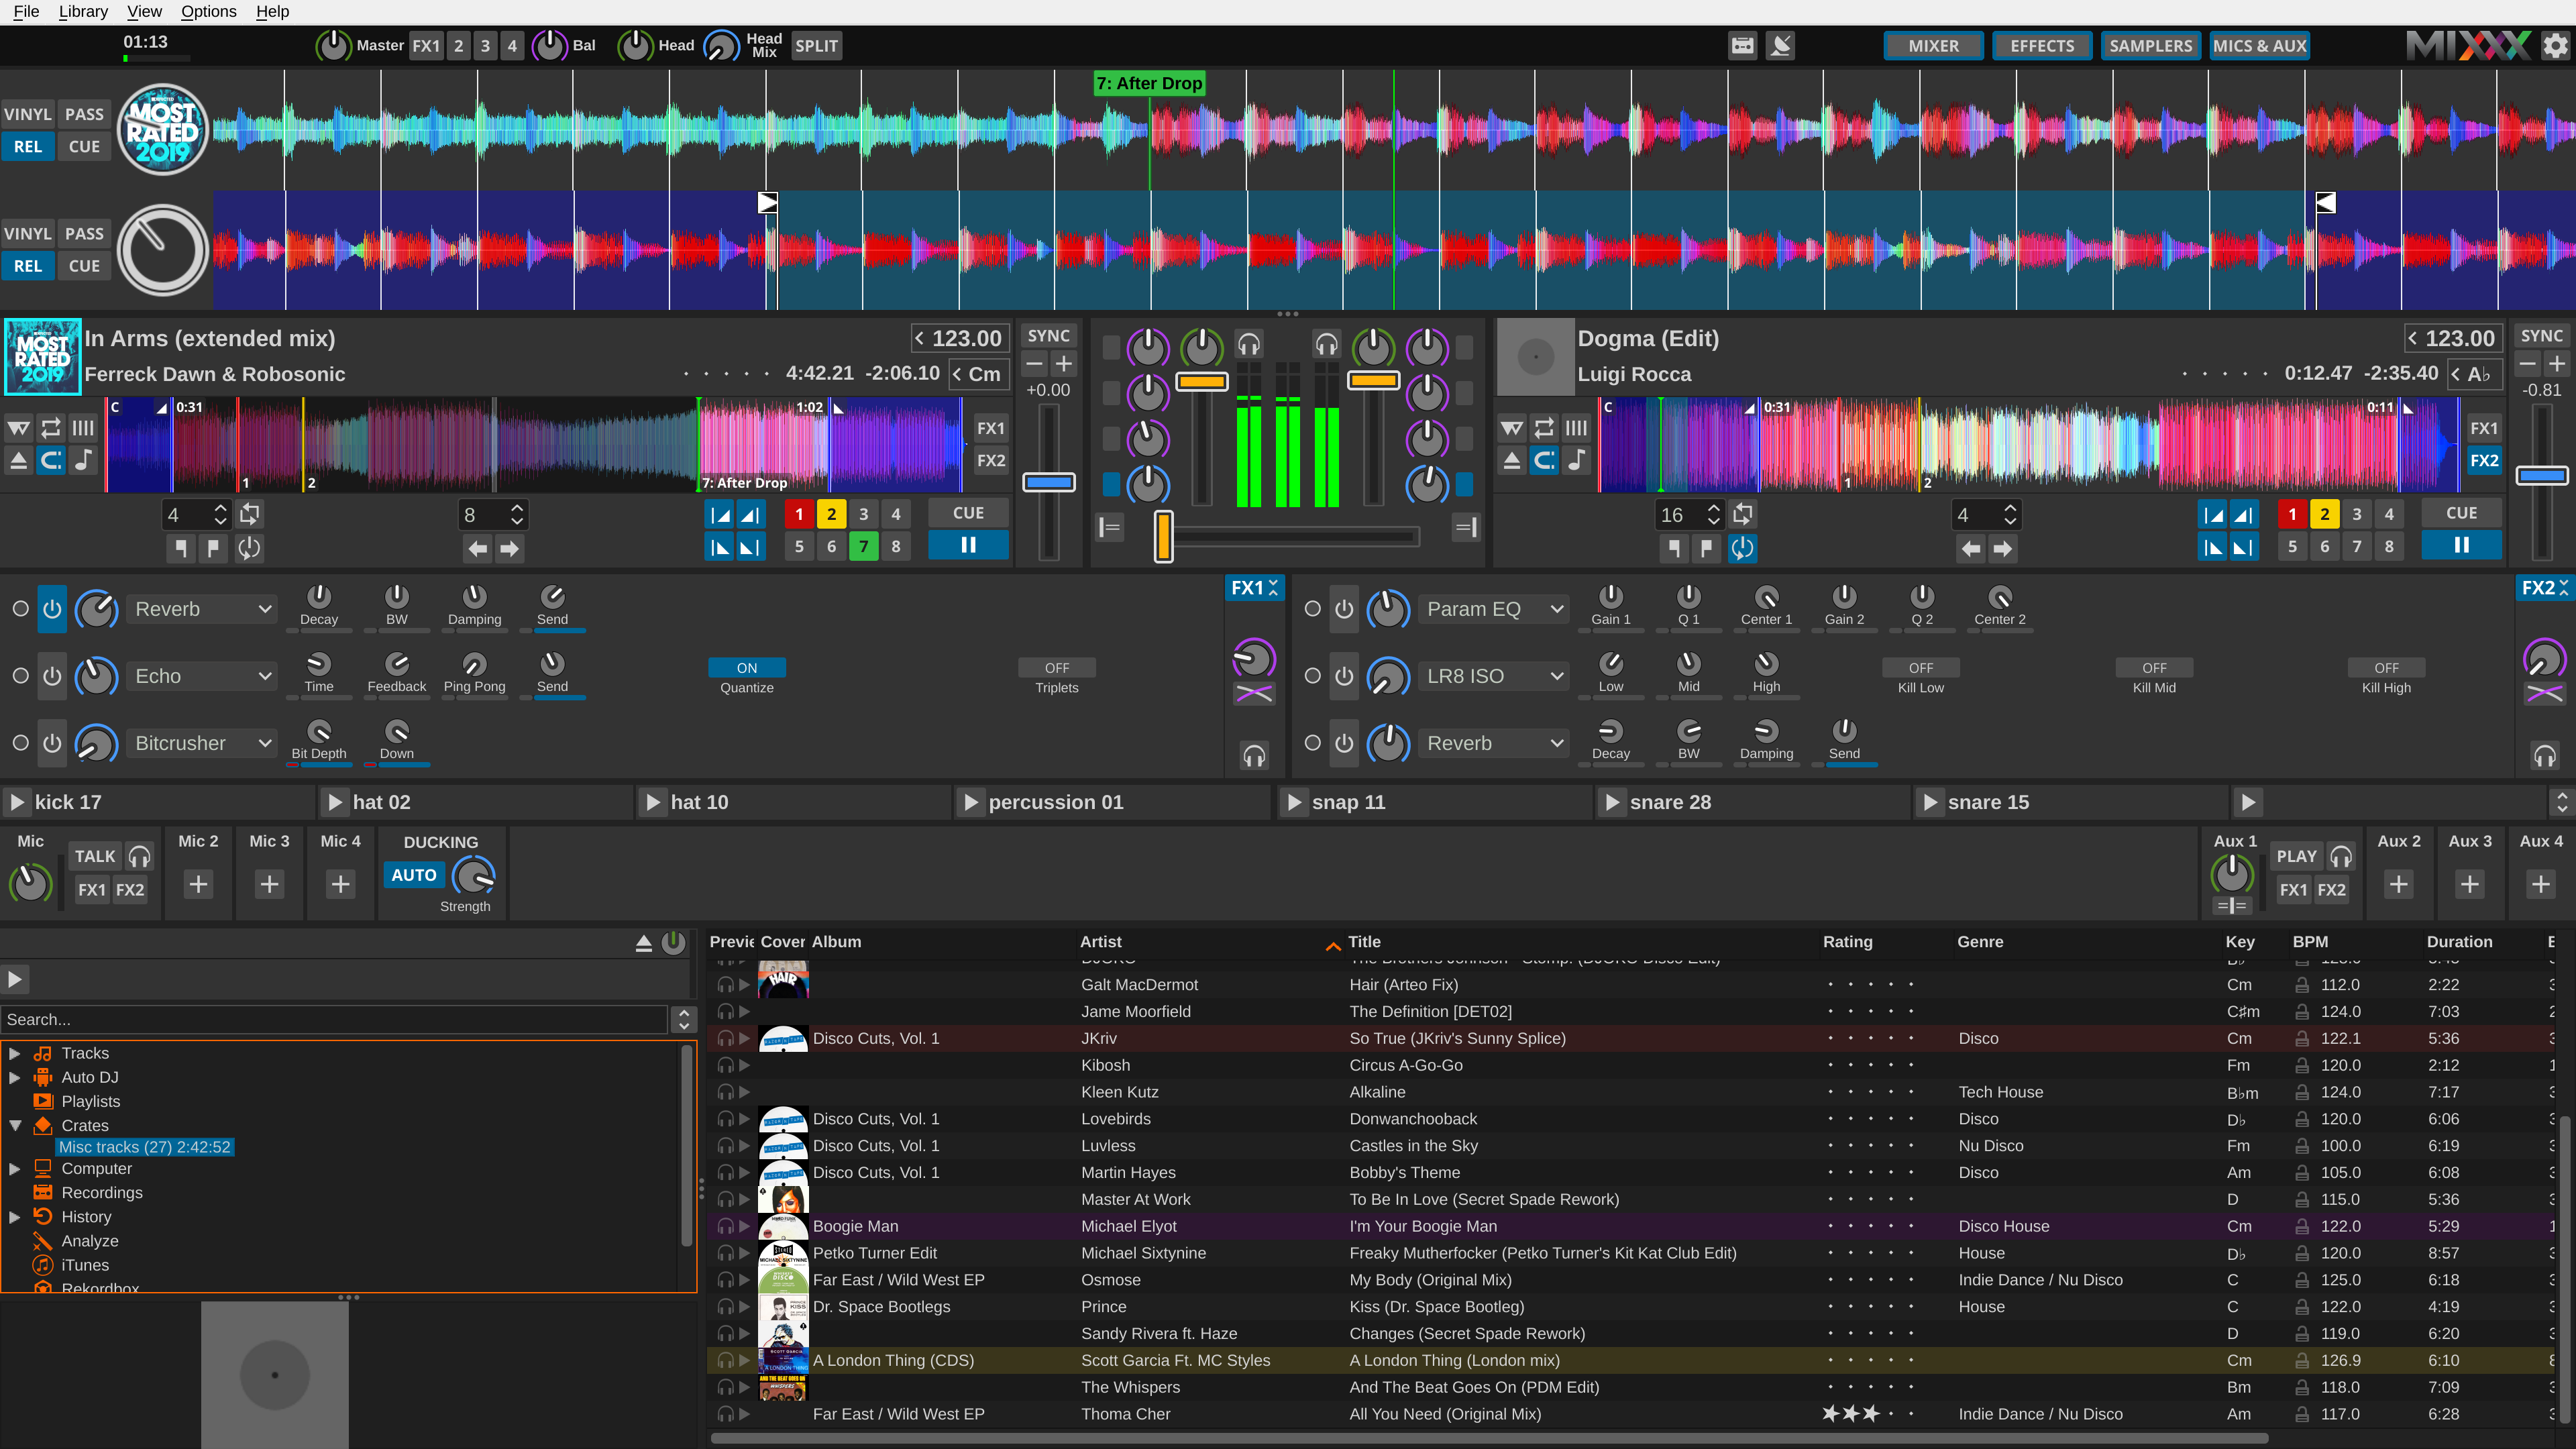 File Library View Options Help
01:13 Master FX1 2 3 4 Bal Head Head Mix SPLIT MIXER EFFECTS SAMPLERS MICS & AUX MIXXX
7: After Drop
VINYL PASS MOST RATED 2019
REL CUE
VINYL PASS
REL CUE
MOST RATED 2019 In Arms (extended mix) 123.00 SYNC
Ferreck Dawn & Robosonic 4:42.21 -2:06.10 Cm +0.00
C 0:31 1:02 FX1
FX2
1 2 7: After Drop
4 8 1 2 3 4 CUE
5 6 7 8
Dogma (Edit) 123.00 SYNC
Luigi Rocca 0:12.47 -2:35.40 A♭ -0.81
C 0:31 0:11 FX1
FX2
1 2
16 4 1 2 3 4 CUE
5 6 7 8
Reverb Decay BW Damping Send FX1
Echo Time Feedback Ping Pong Send ON Quantize OFF Triplets
Bitcrusher Bit Depth Down
Param EQ Gain 1 Q 1 Center 1 Gain 2 Q 2 Center 2 FX2
LR8 ISO Low Mid High OFF Kill Low OFF Kill Mid OFF Kill High
Reverb Decay BW Damping Send
kick 17 hat 02 hat 10 percussion 01 snap 11 snare 28 snare 15
Mic TALK FX1 FX2 Mic 2 Mic 3 Mic 4 DUCKING AUTO Strength
Aux 1 PLAY FX1 FX2 Aux 2 Aux 3 Aux 4
Search...
Tracks
Auto DJ
Playlists
Crates
Misc tracks (27) 2:42:52
Computer
Recordings
History
Analyze
iTunes
Rekordbox
Cover Album Artist Title Rating Genre Key BPM Duration
HAIR Galt MacDermot Hair (Arteo Fix) Cm 112.0 2:22
Jame Moorfield The Definition [DET02] C♯m 124.0 7:03
Disco Cuts, Vol. 1 JKriv So True (JKriv's Sunny Splice) Disco Cm 122.1 5:36
Kibosh Circus A-Go-Go Fm 120.0 2:12
Kleen Kutz Alkaline Tech House B♭m 124.0 7:17
Disco Cuts, Vol. 1 Lovebirds Donwanchooback Disco D♭ 120.0 6:06
Disco Cuts, Vol. 1 Luvless Castles in the Sky Nu Disco Fm 100.0 6:19
Disco Cuts, Vol. 1 Martin Hayes Bobby's Theme Disco Am 105.0 6:08
Master At Work To Be In Love (Secret Spade Rework) D 115.0 5:36
Boogie Man Michael Elyot I'm Your Boogie Man Disco House Cm 122.0 5:29
Petko Turner Edit Michael Sixtynine Freaky Mutherfocker (Petko Turner's Kit Kat Club Edit) House D♭ 120.0 8:57
Far East / Wild West EP Osmose My Body (Original Mix) Indie Dance / Nu Disco C 125.0 6:18
Dr. Space Bootlegs Prince Kiss (Dr. Space Bootleg) House C 122.0 4:19
Sandy Rivera ft. Haze Changes (Secret Spade Rework) D 119.0 6:20
A London Thing (CDS) Scott Garcia Ft. MC Styles A London Thing (London mix) Cm 126.9 6:10
The Whispers And The Beat Goes On (PDM Edit) Bm 118.0 7:09
Far East / Wild West EP Thoma Cher All You Need (Original Mix) Indie Dance / Nu Disco Am 117.0 6:28